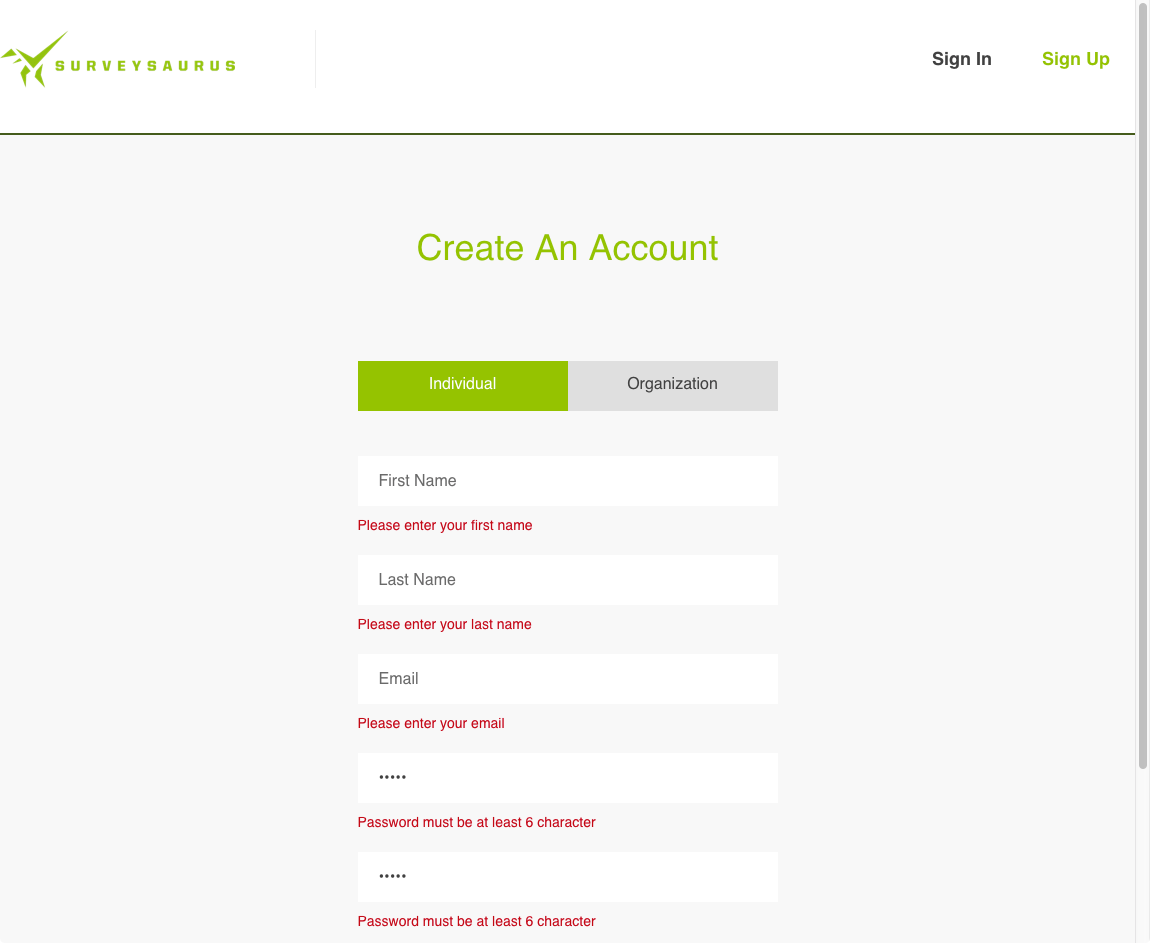 SURVEYSAURUS
Sign In
Sign Up
Create An Account
Individual
Organization
First Name
Please enter your first name
Last Name
Please enter your last name
Email
Please enter your email
•••••
Password must be at least 6 character
•••••
Password must be at least 6 character